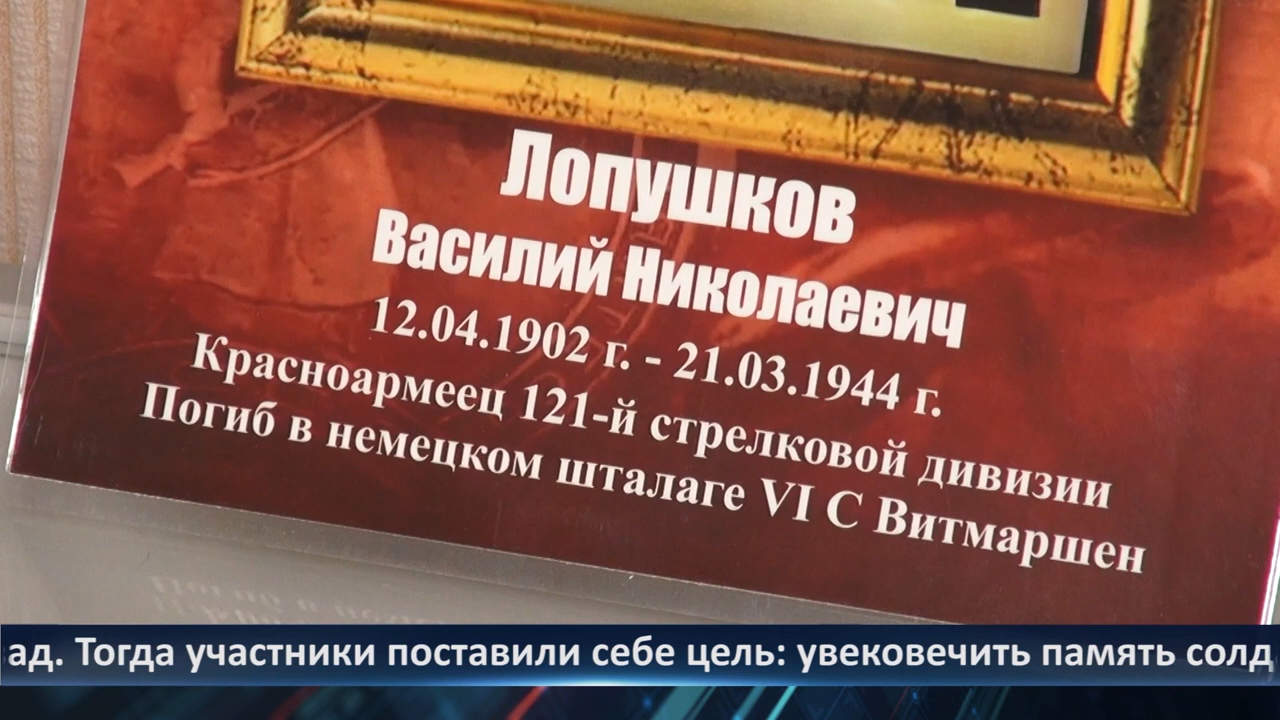 Лопушков
Василий Николаевич
12.04.1902 г. - 21.03.1944 г.
Красноармеец 121-й стрелковой дивизии
Погиб в немецком шталаге VI С Витмаршен
ад. Тогда участники поставили себе цель: увековечить память солд